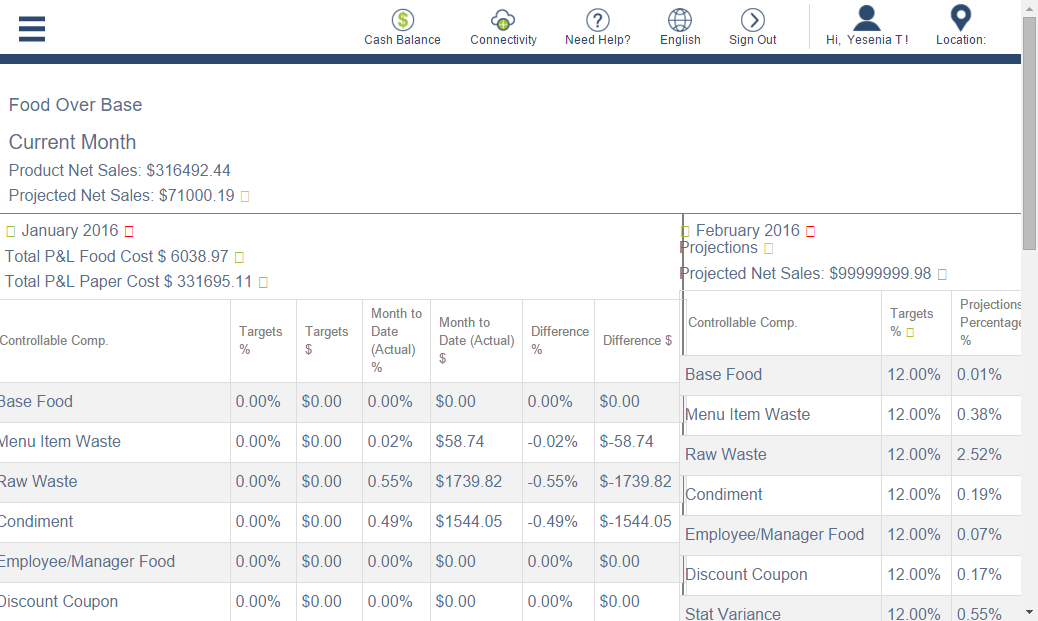 Cash Balance Connectivity Need Help? English Sign Out Hi, Yesenia T ! Location:
Food Over Base
Current Month
Product Net Sales: $316492.44
Projected Net Sales: $71000.19
January 2016
Total P&L Food Cost $ 6038.97
Total P&L Paper Cost $ 331695.11
Controllable Comp. Targets % Targets $ Month to Date (Actual) % Month to Date (Actual) $ Difference % Difference $
Base Food 0.00% $0.00 0.00% $0.00 0.00% $0.00
Menu Item Waste 0.00% $0.00 0.02% $58.74 -0.02% $-58.74
Raw Waste 0.00% $0.00 0.55% $1739.82 -0.55% $-1739.82
Condiment 0.00% $0.00 0.49% $1544.05 -0.49% $-1544.05
Employee/Manager Food 0.00% $0.00 0.00% $0.00 0.00% $0.00
Discount Coupon 0.00% $0.00 0.00% $0.00 0.00% $0.00
February 2016
Projections
Projected Net Sales: $99999999.98
Controllable Comp. Targets % Projections Percentage %
Base Food 12.00% 0.01%
Menu Item Waste 12.00% 0.38%
Raw Waste 12.00% 2.52%
Condiment 12.00% 0.19%
Employee/Manager Food 12.00% 0.07%
Discount Coupon 12.00% 0.17%
Stat Variance 12.00% 0.55%